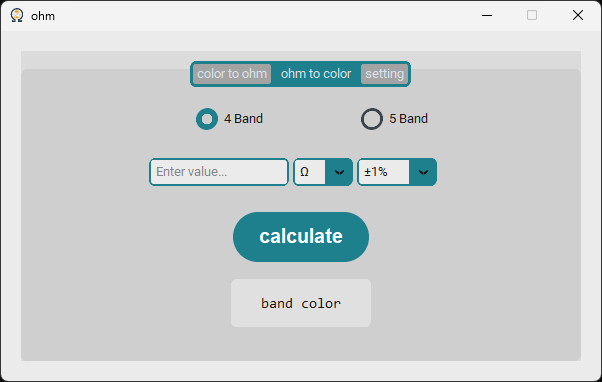 ohm
color to ohm ohm to color setting
4 Band 5 Band
Enter value... Ω ±1%
calculate
band color